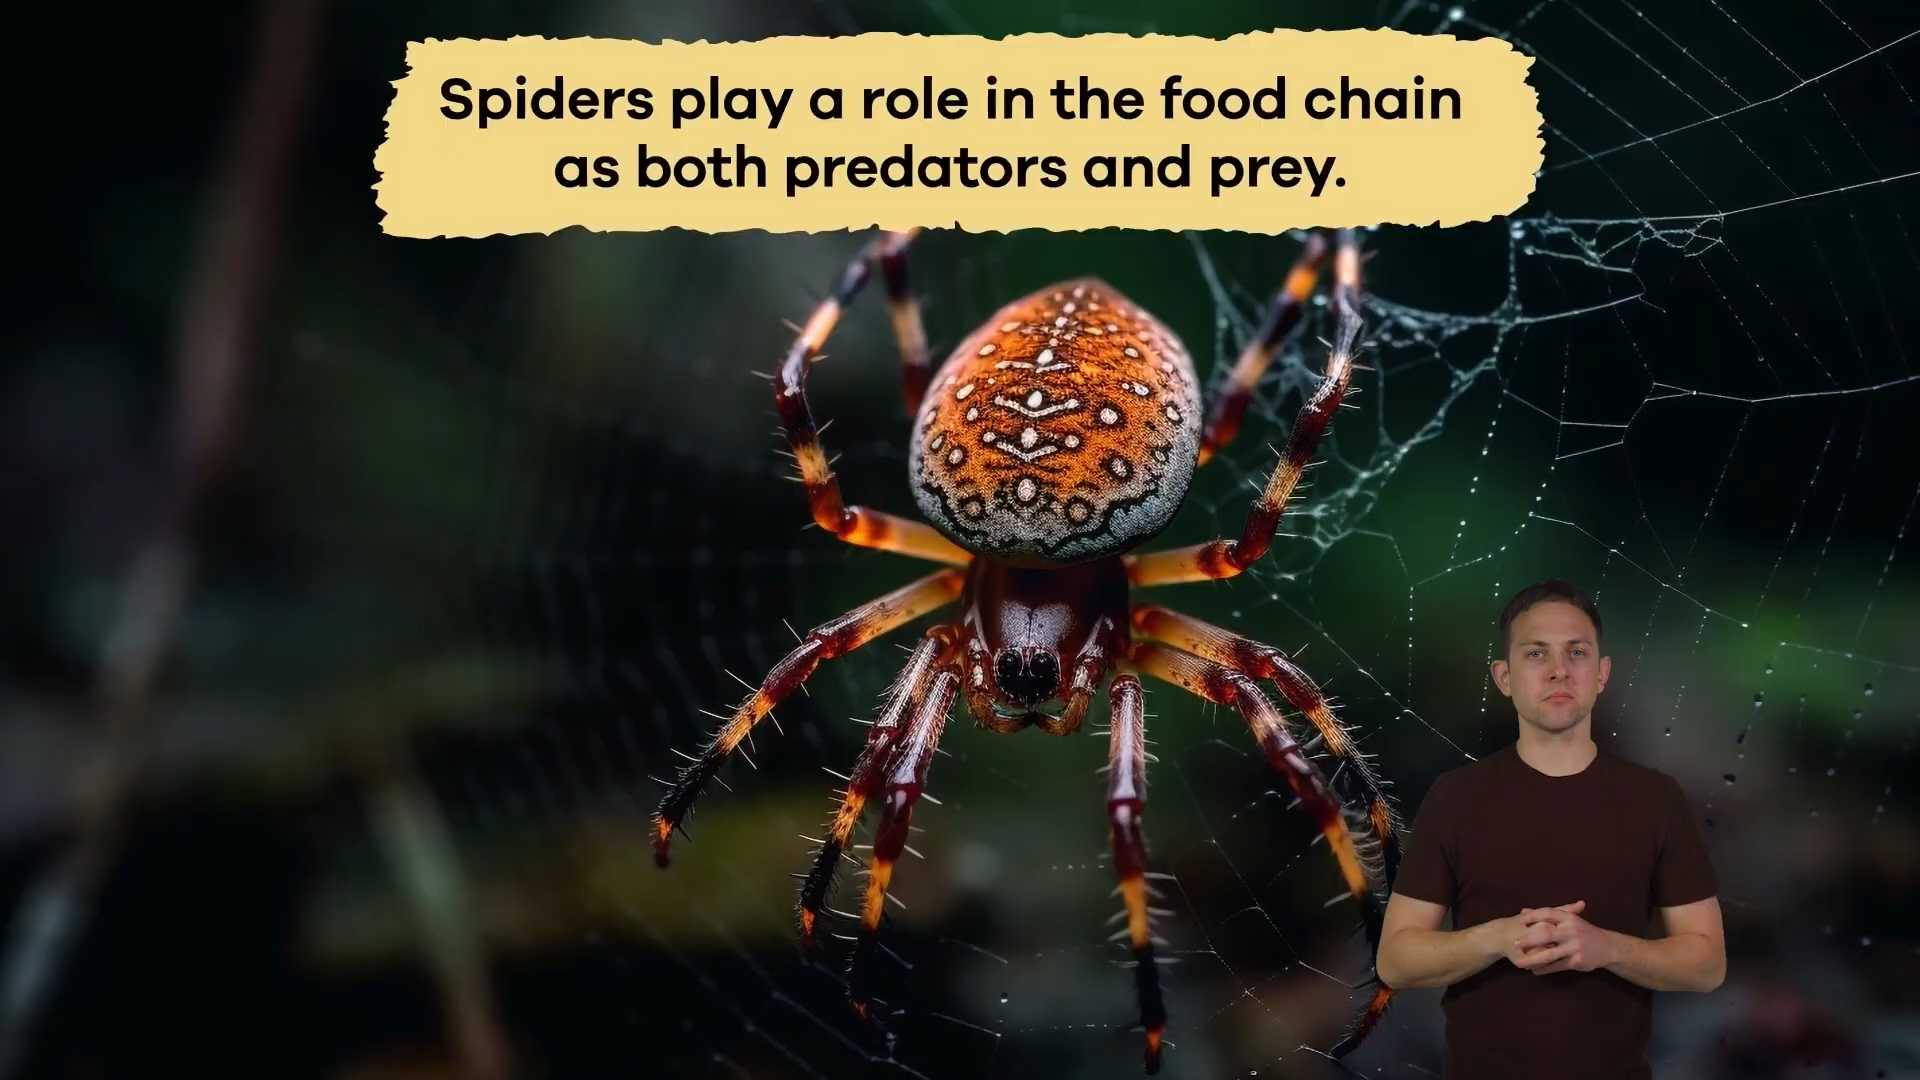 Spiders play a role in the food chain
as both predators and prey.